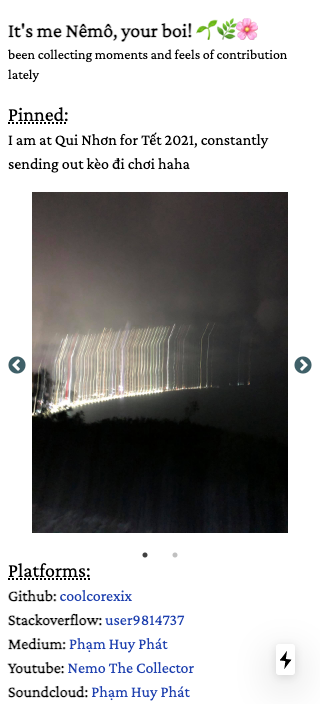 It's me Nêmô, your boi! 🌱🌿🌸
been collecting moments and feels of contribution
lately
Pinned:
I am at Qui Nhơn for Tết 2021, constantly
sending out kèo đi chơi haha
Platforms:
Github: coolcorexix
Stackoverflow: user9814737
Medium: Phạm Huy Phát
Youtube: Nemo The Collector
Soundcloud: Phạm Huy Phát